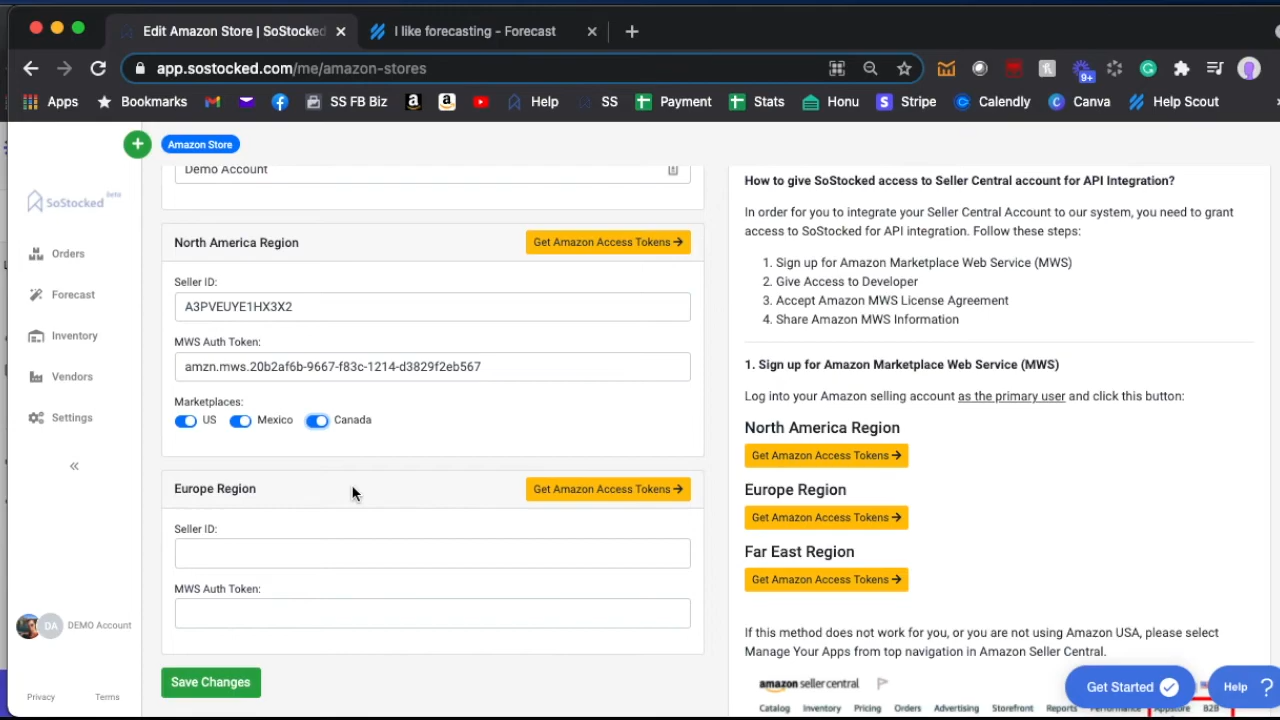 Edit Amazon Store | SoStocked
I like forecasting - Forecast
app.sostocked.com/me/amazon-stores
9+
Apps
Bookmarks
SS FB Biz
Help
SS
Payment
Stats
Honu
Stripe
Calendly
Canva
Help Scout
Amazon Store
SoStocked Beta
Orders
Forecast
Inventory
Vendors
Settings
DA
DEMO Account
Privacy
Terms
Demo Account
North America Region
Get Amazon Access Tokens
Seller ID:
A3PVEUYE1HX3X2
MWS Auth Token:
amzn.mws.20b2af6b-9667-f83c-1214-d3829f2eb567
Marketplaces:
US Mexico Canada
Europe Region
Get Amazon Access Tokens
Seller ID:
MWS Auth Token:
Save Changes
How to give SoStocked access to Seller Central account for API Integration?
In order for you to integrate your Seller Central Account to our system, you need to grant
access to SoStocked for API integration. Follow these steps:
1. Sign up for Amazon Marketplace Web Service (MWS)
2. Give Access to Developer
3. Accept Amazon MWS License Agreement
4. Share Amazon MWS Information
1. Sign up for Amazon Marketplace Web Service (MWS)
Log into your Amazon selling account as the primary user and click this button:
North America Region
Get Amazon Access Tokens
Europe Region
Get Amazon Access Tokens
Far East Region
Get Amazon Access Tokens
If this method does not work for you, or you are not using Amazon USA, please select
Manage Your Apps from top navigation in Amazon Seller Central.
amazon seller central
Catalog Inventory Pricing Orders Advertising Storefront Reports Performance Appstore B2B
Get Started
Help ?